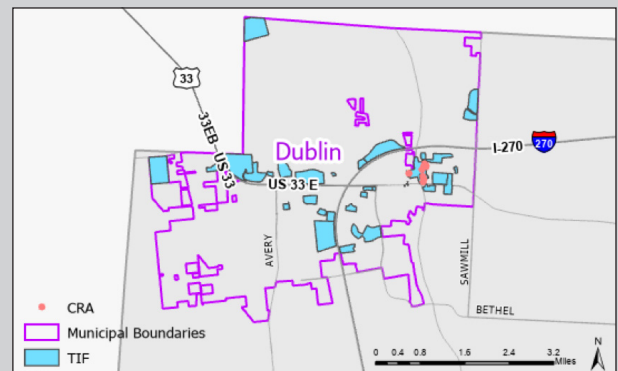 33
33EB
US 33
Dublin
US 33 E
I-270
270
AVERY
SAWMILL
BETHEL
CRA
Municipal Boundaries
TIF
N
0 0.4 0.8 1.6 2.4 3.2
Miles